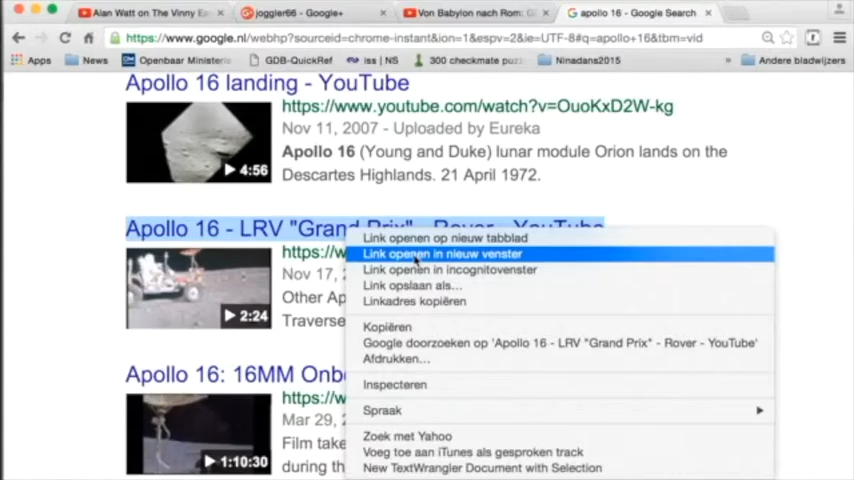 Alan Watt on The Vinny Ea
joggler66 - Google+
Von Babylon nach Rom: G
apollo 16 - Google Search
https://www.google.nl/webhp?sourceid=chrome-instant&ion=1&espv=2&ie=UTF-8#q=apollo+16&tbm=vid
Apps
News
Openbaar Ministeri
GDB-QuickRef
iss | NS
300 checkmate puz
Ninadans2015
»
Andere bladwijzers
Apollo 16 landing - YouTube
https://www.youtube.com/watch?v=OuoKxD2W-kg
Nov 11, 2007 - Uploaded by Eureka
Apollo 16 (Young and Duke) lunar module Orion lands on the
Descartes Highlands. 21 April 1972.
4:56
Apollo 16 - LRV "Grand Prix" - Rover - YouTube
https://w
Nov 17,
Other Ap
Traverse
2:24
Link openen op nieuw tabblad
Link openen in nieuw venster
Link openen in incognitovenster
Link opslaan als...
Linkadres kopiëren
Kopiëren
Google doorzoeken op 'Apollo 16 - LRV "Grand Prix" - Rover - YouTube'
Afdrukken...
Inspecteren
Spraak
Zoek met Yahoo
Voeg toe aan iTunes als gesproken track
New TextWrangler Document with Selection
Apollo 16: 16MM Onb
https://w
Mar 29,
Film take
during th
1:10:30